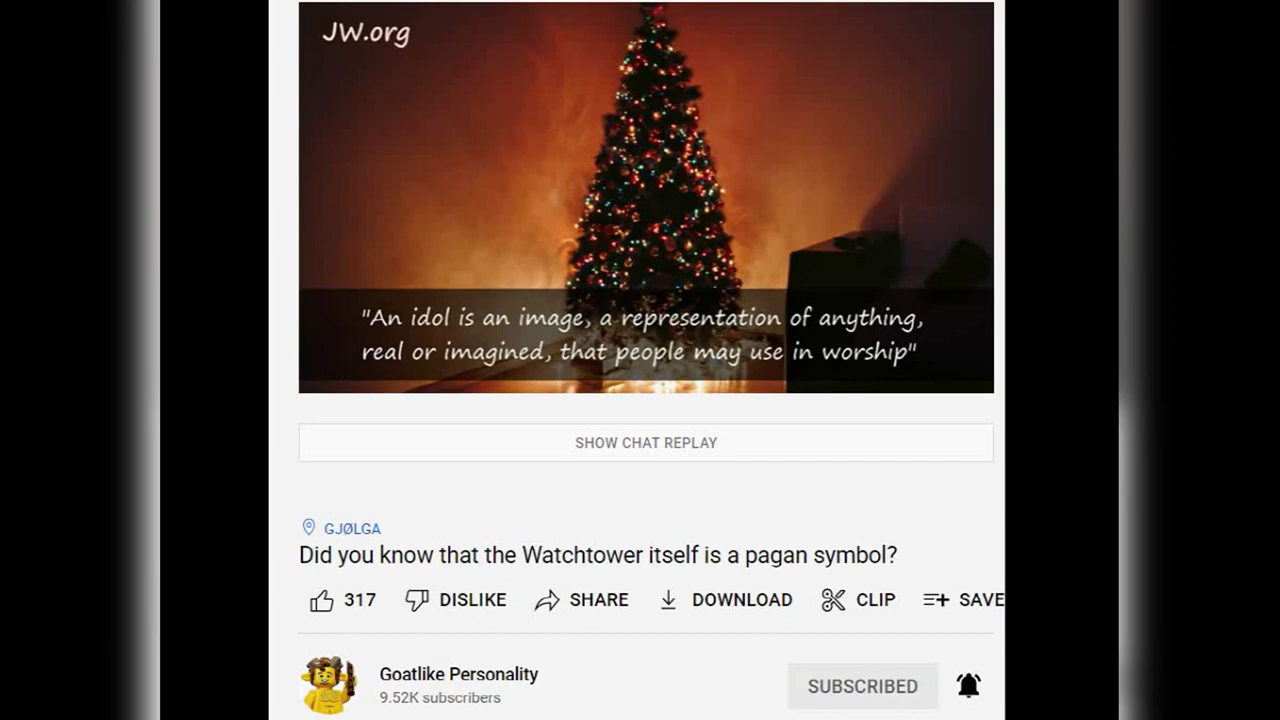 JW.org
"An idol is an image, a representation of anything,
real or imagined, that people may use in worship"
SHOW CHAT REPLAY
GJØLGA
Did you know that the Watchtower itself is a pagan symbol?
317 DISLIKE SHARE DOWNLOAD CLIP SAVE
Goatlike Personality
9.52K subscribers
SUBSCRIBED